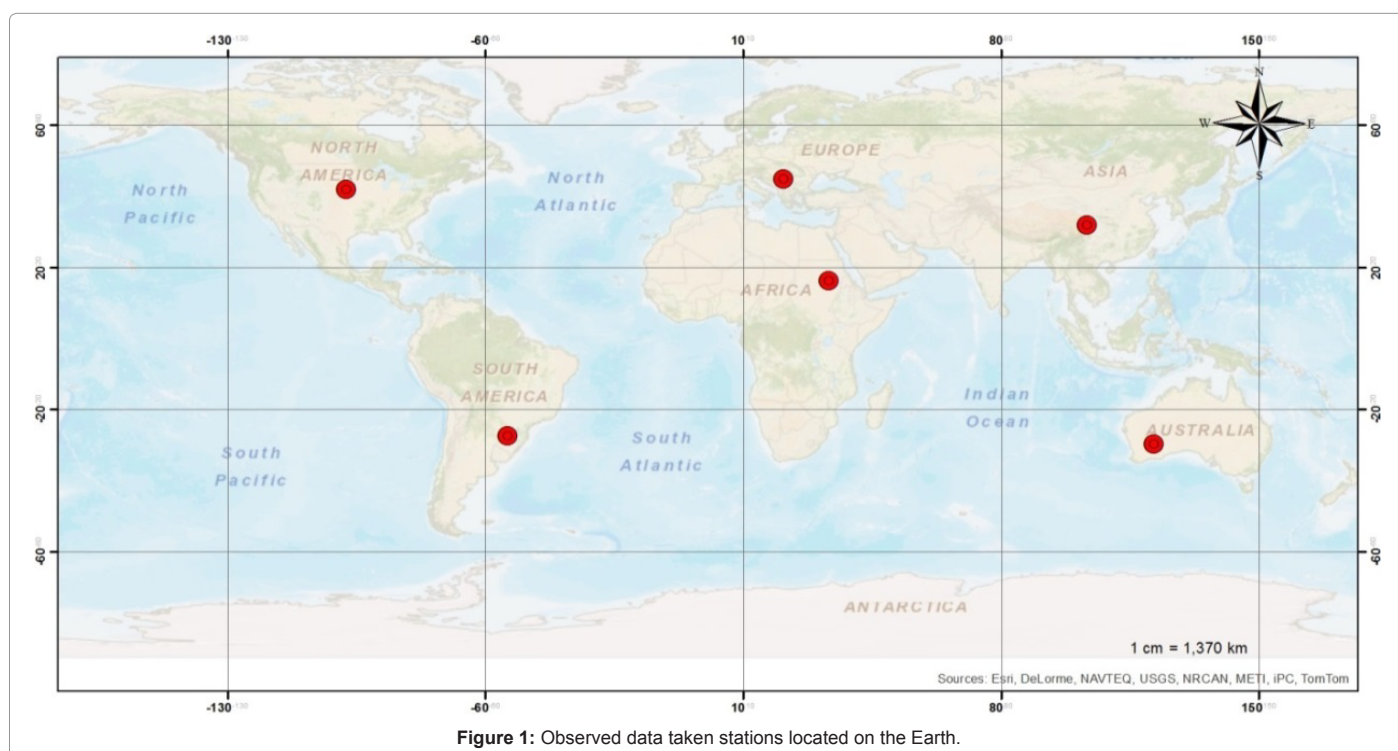 -130 -60 10 80 150
N
W E
S
60 60
NORTH
AMERICA
EUROPE
ASIA
North
Pacific
North
Atlantic
20 20
AFRICA
SOUTH
AMERICA
Indian
Ocean
-20 -20
AUSTRALIA
South
Pacific
South
Atlantic
-60 -60
ANTARCTICA
1 cm = 1,370 km
Sources: Esri, DeLorme, NAVTEQ, USGS, NRCAN, METI, iPC, TomTom
-130 -60 10 80 150
Figure 1: Observed data taken stations located on the Earth.